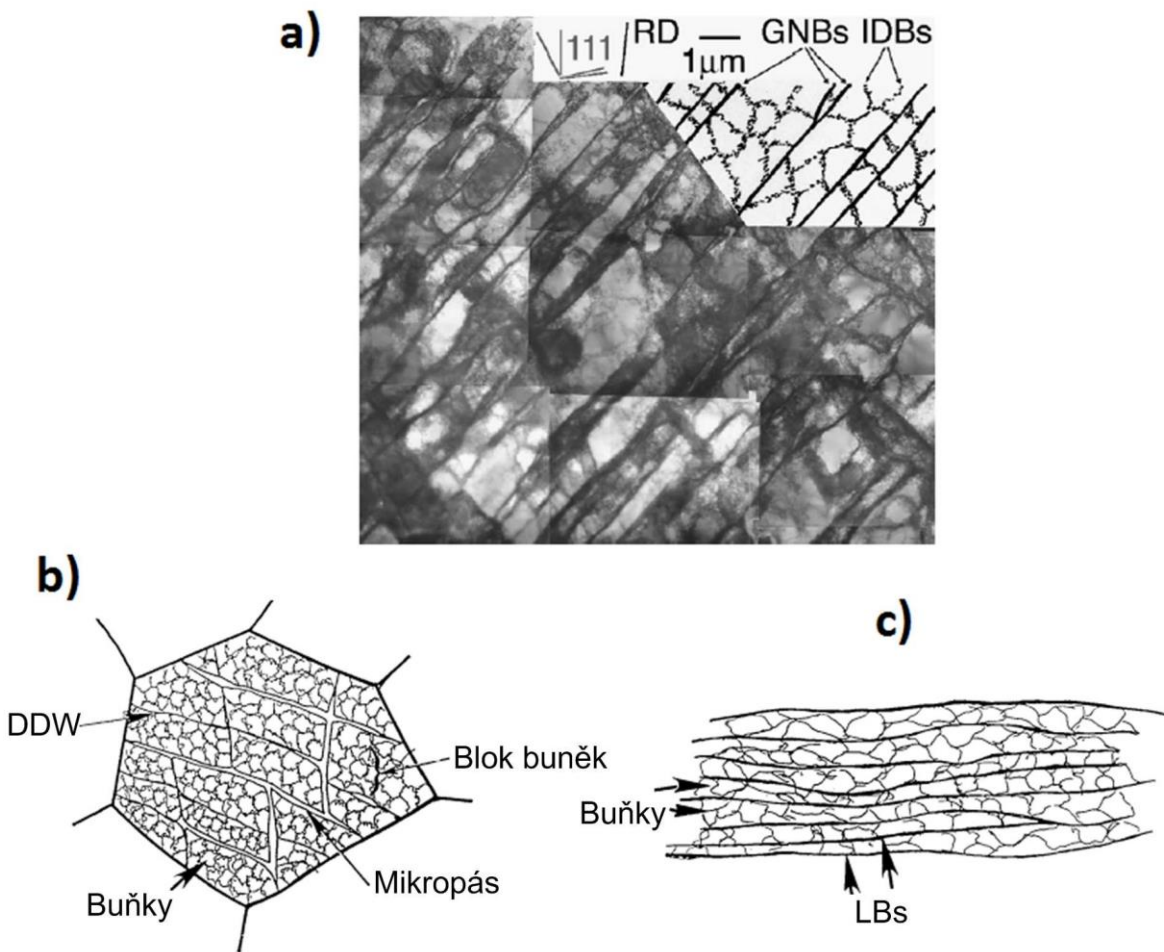 a)
111 RD 1μm GNBs IDBs
b)
c)
DDW
Blok buněk
Buňky
Mikropás
Buňky
LBs